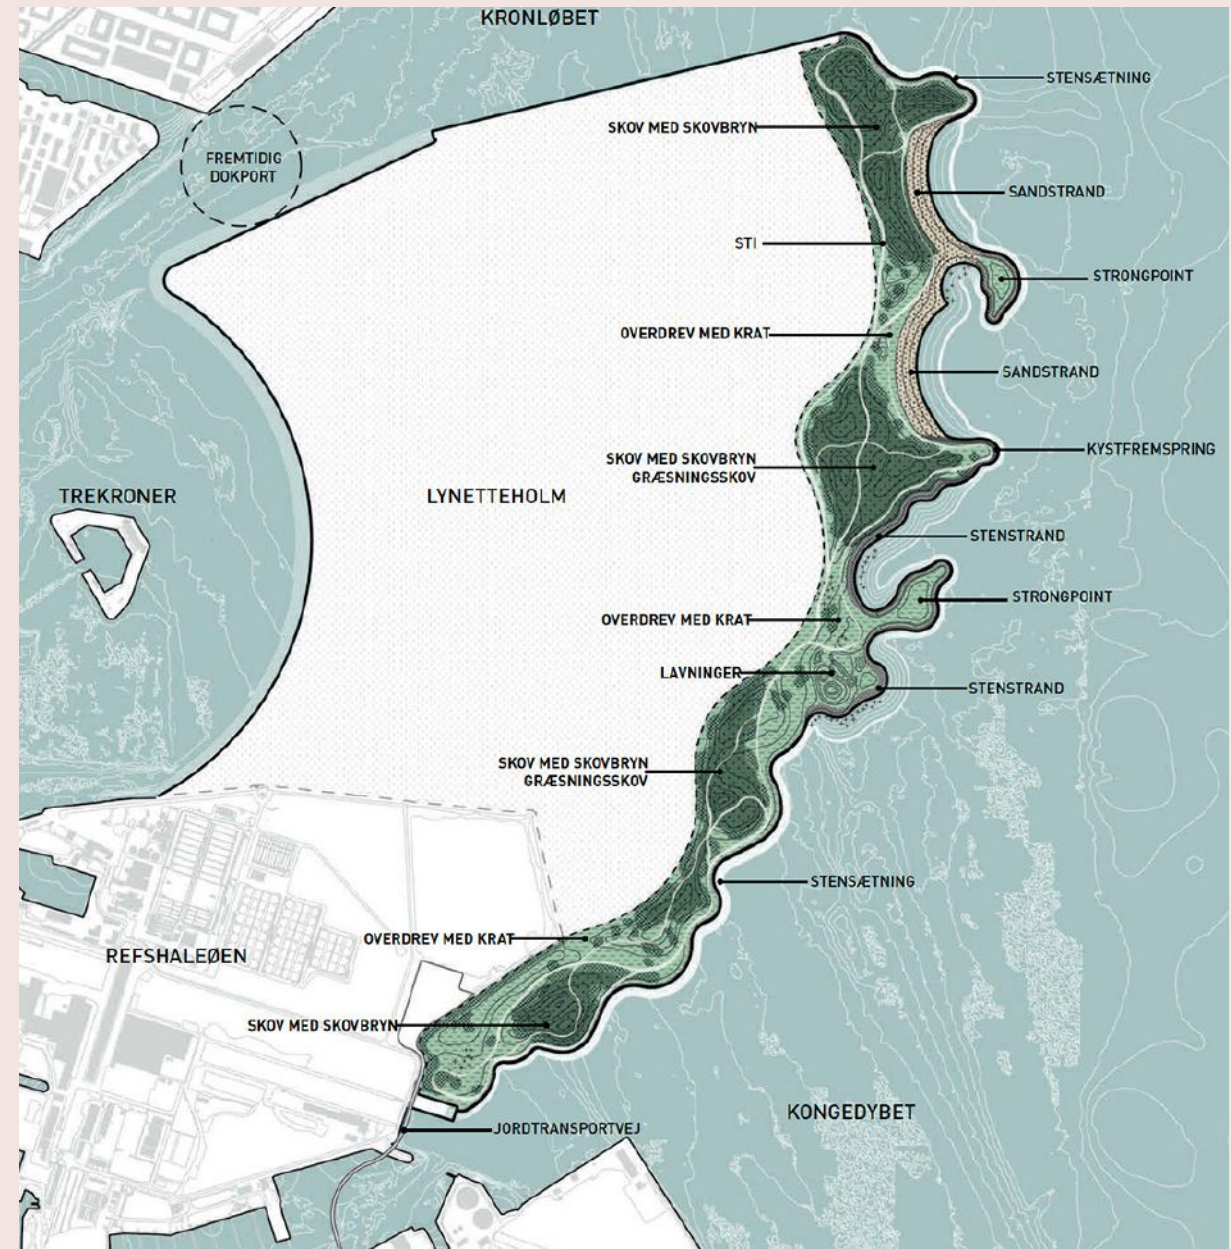 KRONLØBET
STENSÆTNING
SKOV MED SKOVBRYN
FREMTIDIG
DOKPORT
SANDSTRAND
STI
STRONGPOINT
OVERDREV MED KRAT
SANDSTRAND
KYSTFREMSPRING
SKOV MED SKOVBRYN
GRÆSNINGSSKOV
TREKRONER
LYNETTEHOLM
STENSTRAND
STRONGPOINT
OVERDREV MED KRAT
LAVNINGER
STENSTRAND
SKOV MED SKOVBRYN
GRÆSNINGSSKOV
STENSÆTNING
OVERDREV MED KRAT
REFSHALEØEN
SKOV MED SKOVBRYN
KONGEDYBET
JORDTRANSPORTVEJ